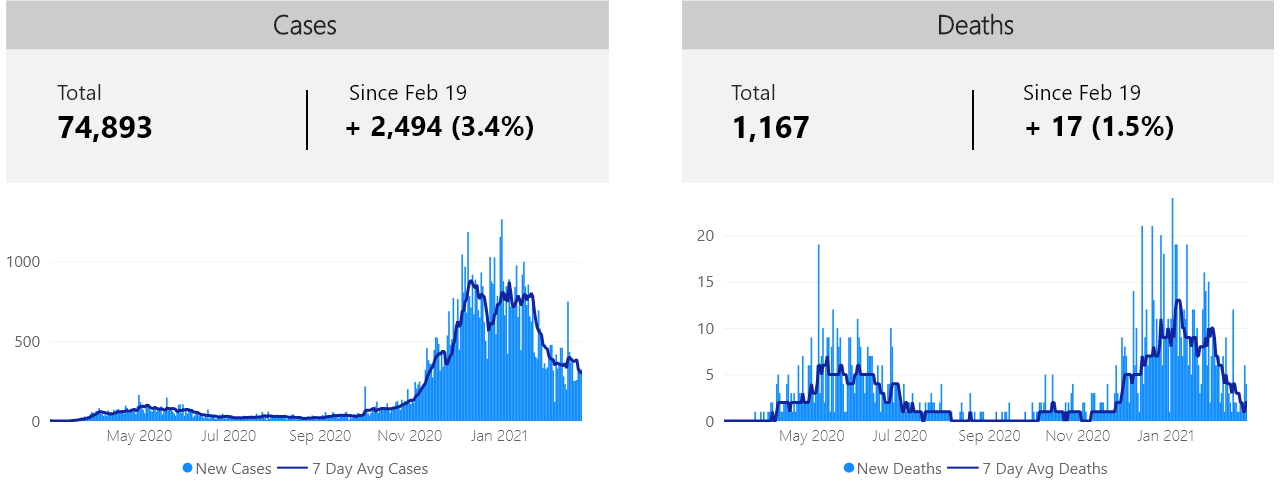 Cases
Total
Since Feb 19
74,893
+ 2,494 (3.4%)
1000
500
0
May 2020
Jul 2020
Sep 2020
Nov 2020
Jan 2021
New Cases
7 Day Avg Cases
Deaths
Total
Since Feb 19
1,167
+ 17 (1.5%)
20
15
10
5
0
May 2020
Jul 2020
Sep 2020
Nov 2020
Jan 2021
New Deaths
7 Day Avg Deaths